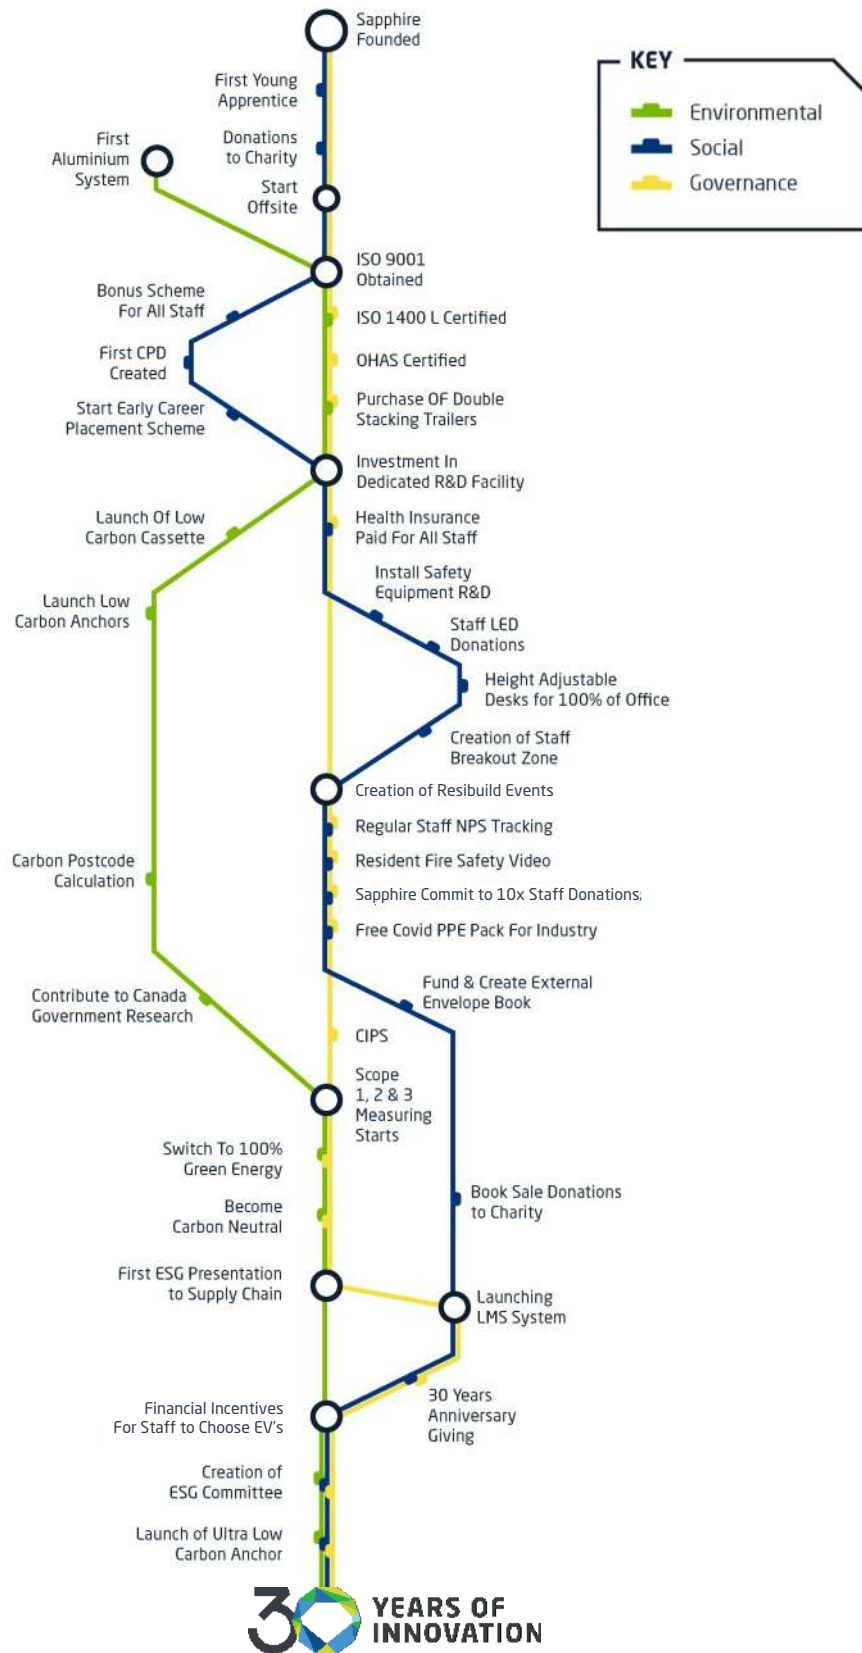 Sapphire
Founded
KEY
Environmental
Social
Governance
First Young
Apprentice
Donations
to Charity
First
Aluminium
System
Start
Offsite
ISO 9001
Obtained
Bonus Scheme
For All Staff
ISO 1400 L Certified
First CPD
Created
OHAS Certified
Start Early Career
Placement Scheme
Purchase OF Double
Stacking Trailers
Investment In
Dedicated R&D Facility
Launch Of Low
Carbon Cassette
Health Insurance
Paid For All Staff
Install Safety
Equipment R&D
Launch Low
Carbon Anchors
Staff LED
Donations
Height Adjustable
Desks for 100% of Office
Creation of Staff
Breakout Zone
Creation of Resibuild Events
Regular Staff NPS Tracking
Carbon Postcode
Calculation
Resident Fire Safety Video
Sapphire Commit to 10x Staff Donations;
Free Covid PPE Pack For Industry
Contribute to Canada
Government Research
Fund & Create External
Envelope Book
CIPS
Scope
1, 2 & 3
Measuring
Starts
Switch To 100%
Green Energy
Become
Carbon Neutral
Book Sale Donations
to Charity
First ESG Presentation
to Supply Chain
Launching
LMS System
Financial Incentives
For Staff to Choose EV's
30 Years
Anniversary
Giving
Creation of
ESG Committee
Launch of Ultra Low
Carbon Anchor
30 YEARS OF
INNOVATION